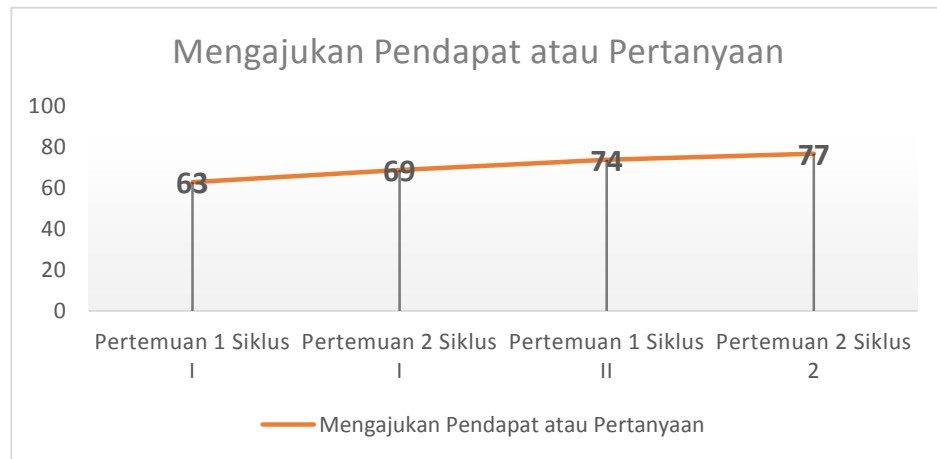 Mengajukan Pendapat atau Pertanyaan
100
80
60
40
20
0
63
69
74
77
Pertemuan 1 Siklus I
Pertemuan 2 Siklus I
Pertemuan 1 Siklus II
Pertemuan 2 Siklus 2
Mengajukan Pendapat atau Pertanyaan